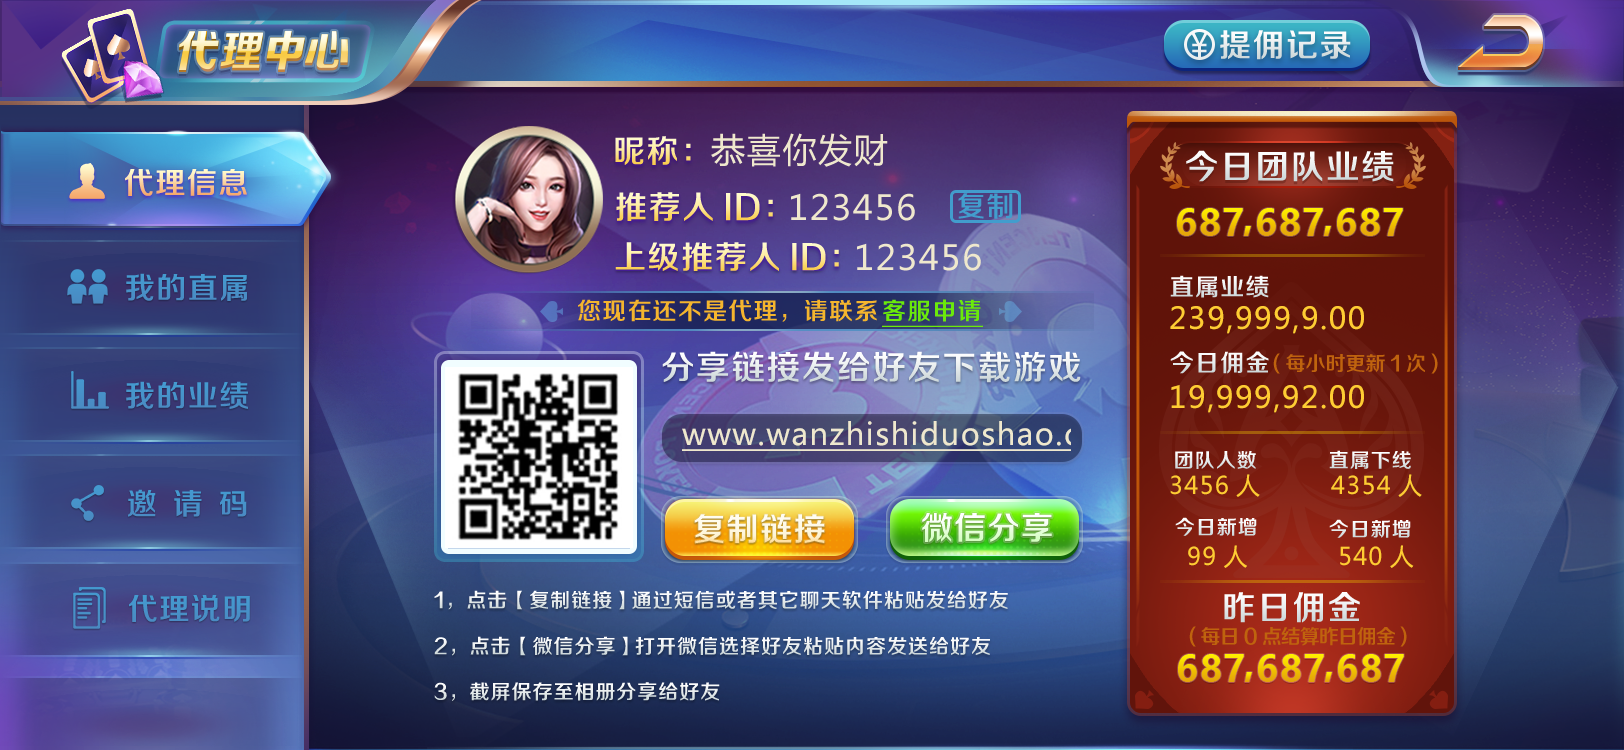 代理中心
提佣记录
代理信息
我的直属
我的业绩
邀请码
代理说明
昵称：恭喜你发财
推荐人 ID：123456 复制
上级推荐人 ID：123456
您现在还不是代理，请联系客服申请
分享链接发给好友下载游戏
www.wanzhishiduoshao.c
复制链接
微信分享
1，点击【复制链接】通过短信或者其它聊天软件粘贴发给好友
2，点击【微信分享】打开微信选择好友粘贴内容发送给好友
3，截屏保存至相册分享给好友
今日团队业绩
687,687,687
直属业绩
239,999,9.00
今日佣金（每小时更新1次）
19,999,92.00
团队人数 直属下线
3456 人 4354 人
今日新增 今日新增
99 人 540 人
昨日佣金
（每日0点结算昨日佣金）
687,687,687